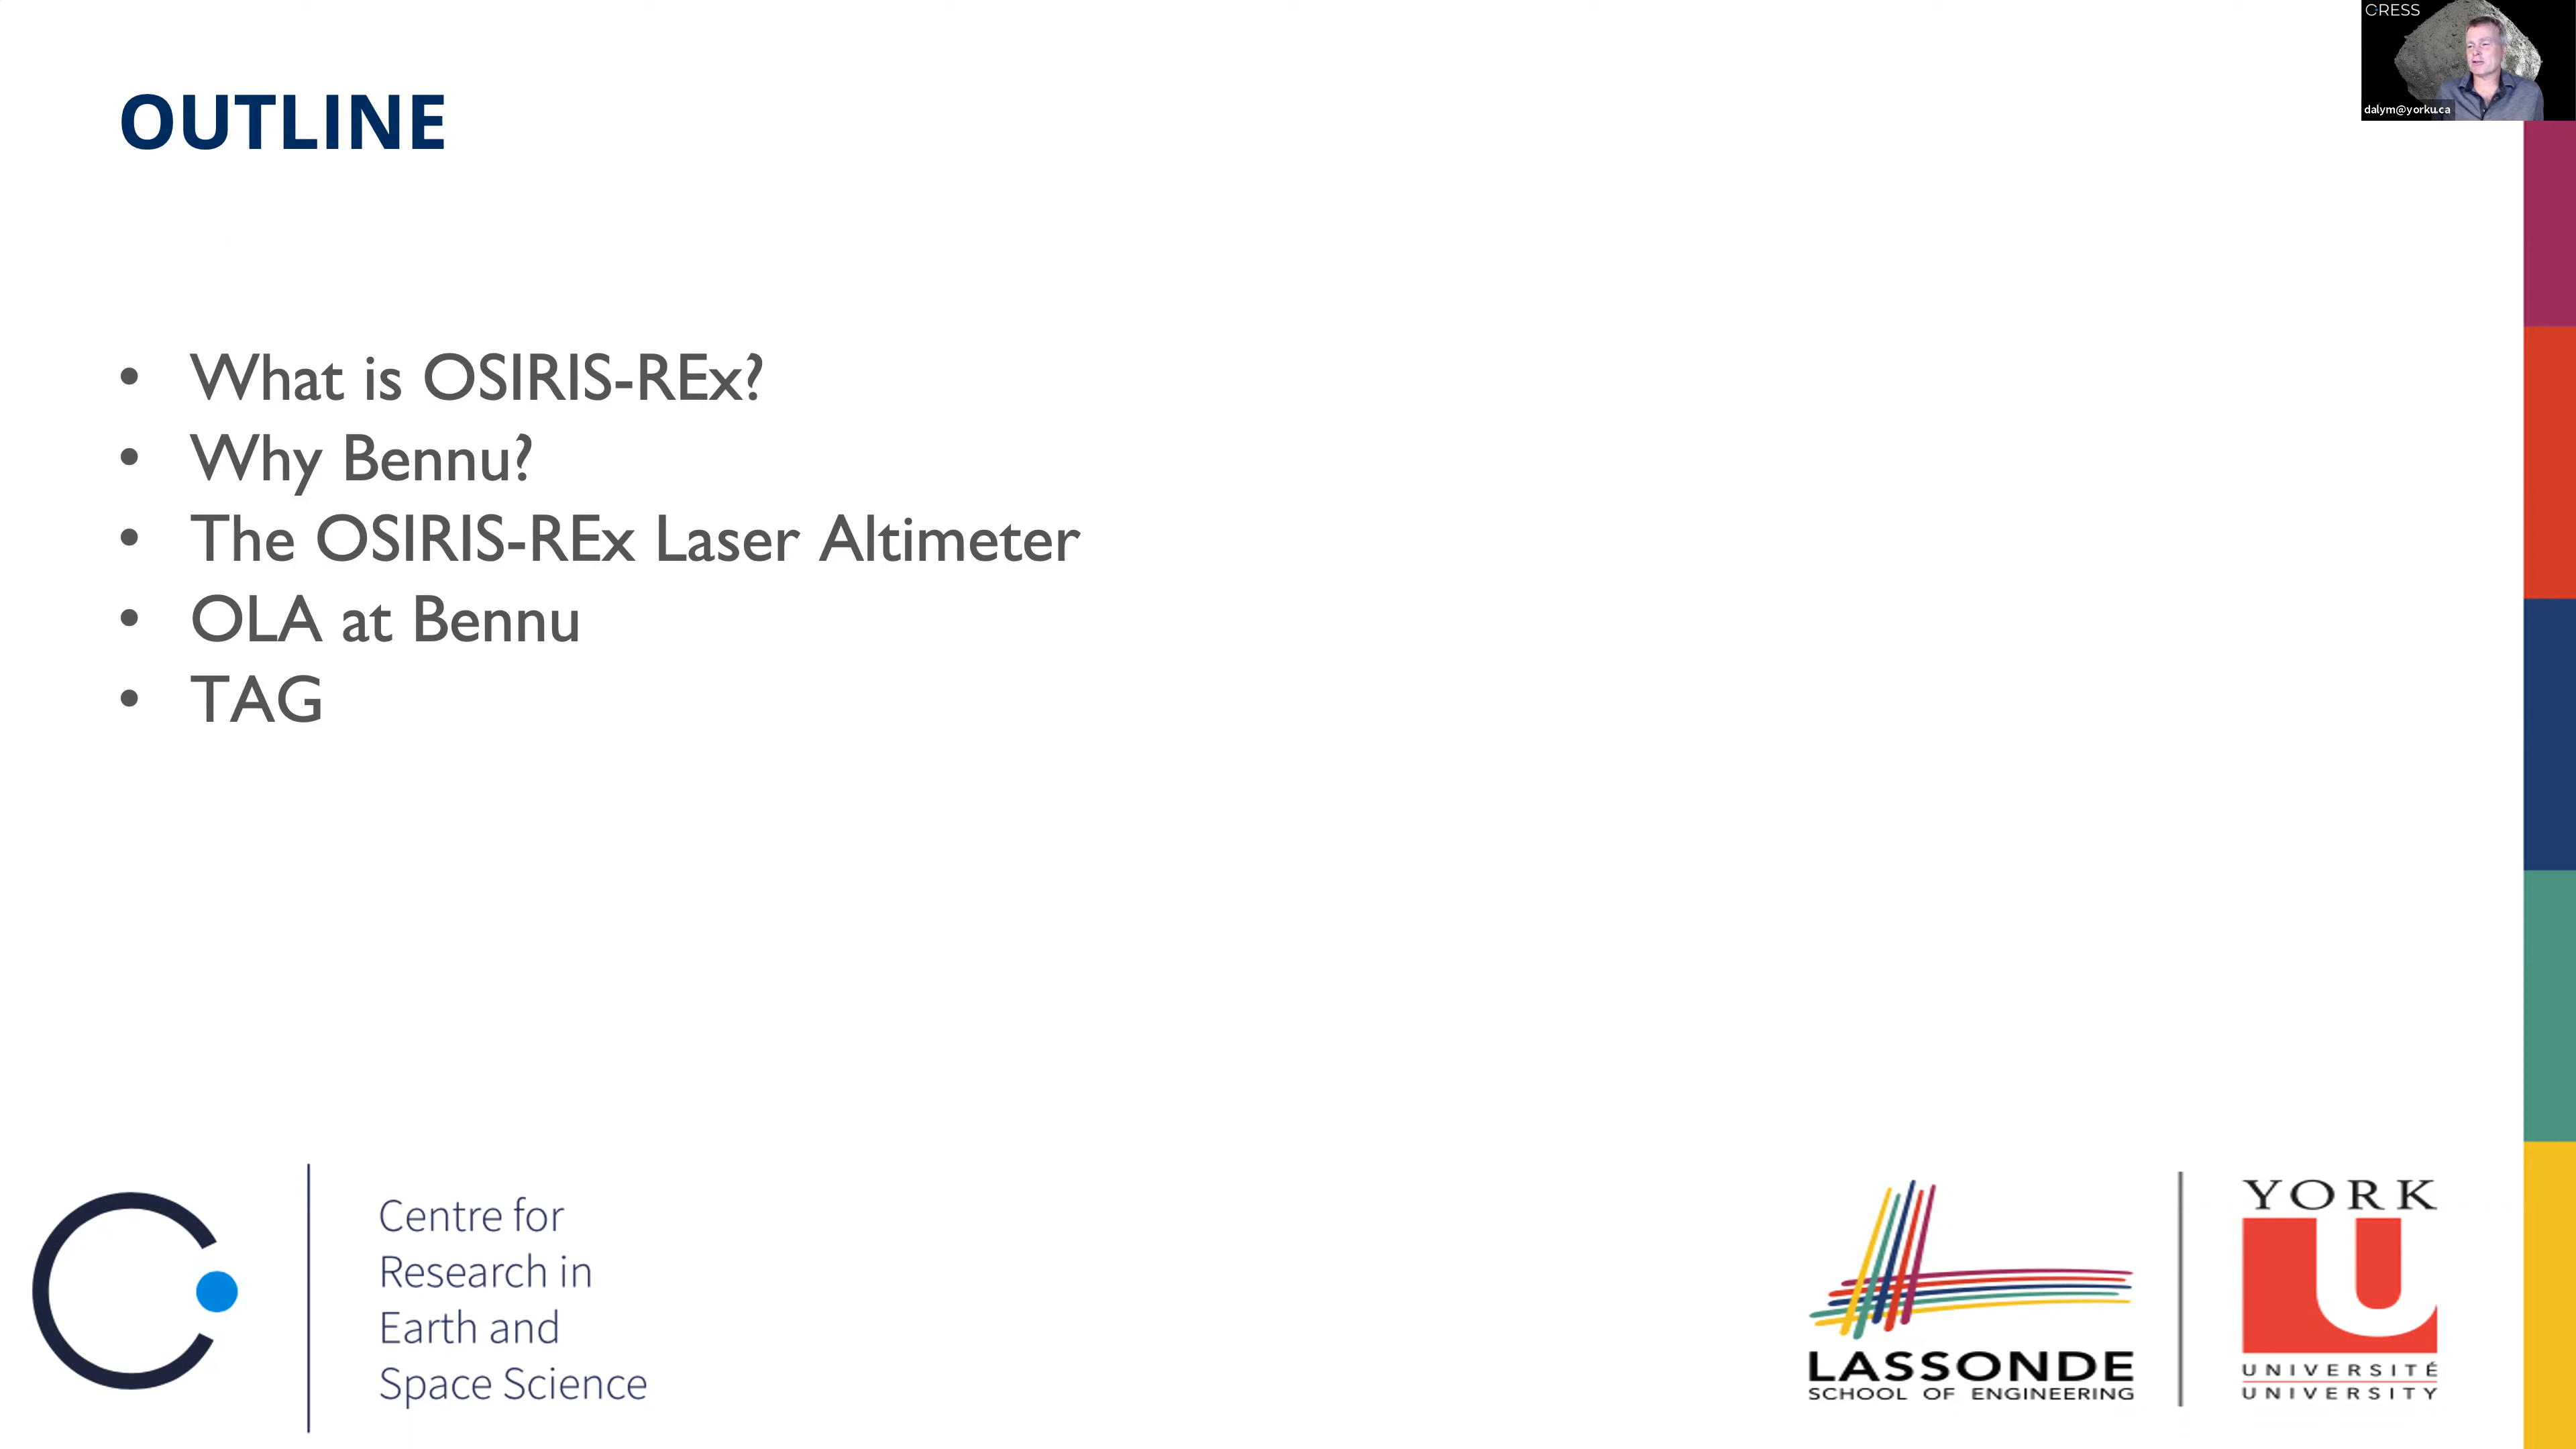 CRESS
dalym@yorku.ca
OUTLINE
• What is OSIRIS-REx?
• Why Bennu?
• The OSIRIS-REx Laser Altimeter
• OLA at Bennu
• TAG
Centre for
Research in
Earth and
Space Science
LASSONDE
SCHOOL OF ENGINEERING
YORK
U
UNIVERSITÉ
UNIVERSITY